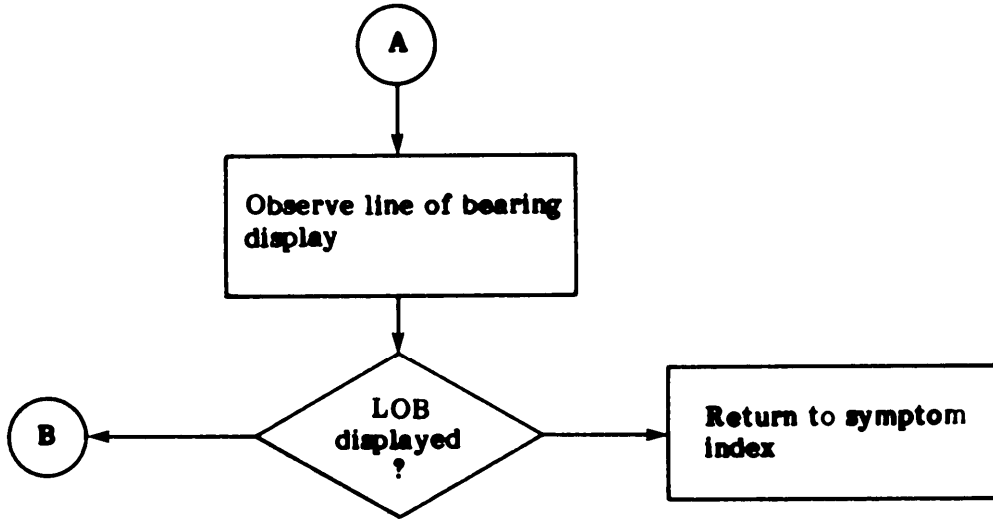 A
Observe line of bearing
display
B
LOB
displayed
?
Return to symptom
index